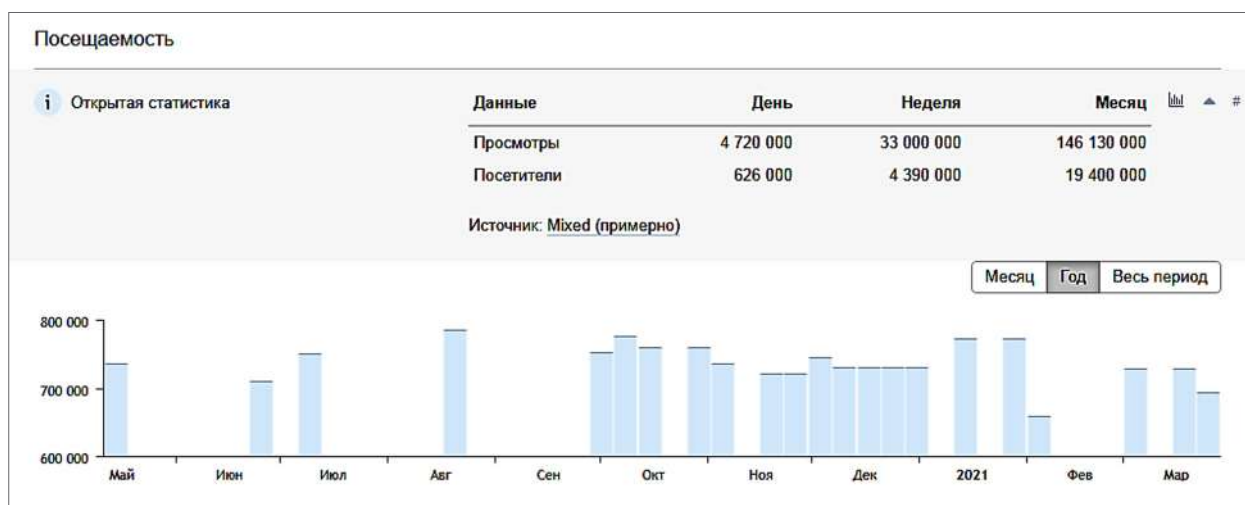 Посещаемость
i Открытая статистика
Данные День Неделя Месяц #
Просмотры 4 720 000 33 000 000 146 130 000
Посетители 626 000 4 390 000 19 400 000
Источник: Mixed (примерно)
Месяц Год Весь период
800 000
700 000
600 000
Май Июн Июл Авг Сен Окт Ноя Дек 2021 Фев Мар